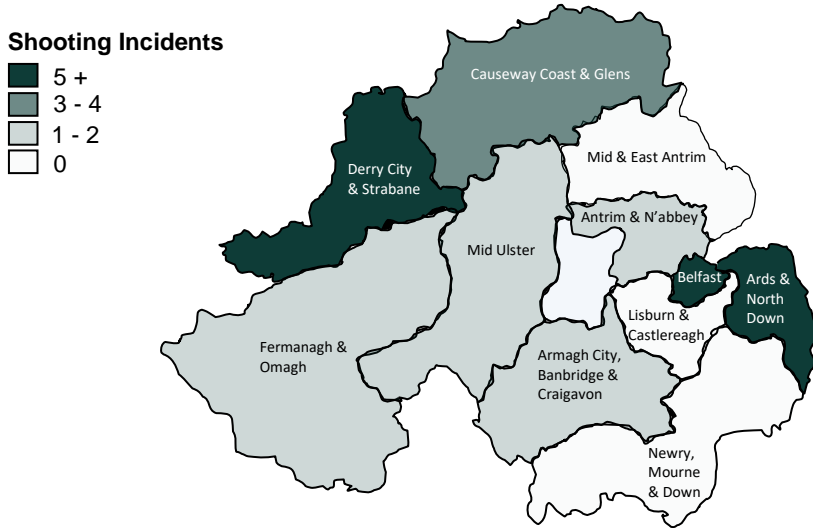 Shooting Incidents
5 +
3 - 4
1 - 2
0
Causeway Coast & Glens
Mid & East Antrim
Derry City
& Strabane
Antrim & N'abbey
Mid Ulster
Belfast
Ards &
North
Down
Lisburn &
Castlereagh
Fermanagh &
Omagh
Armagh City,
Banbridge &
Craigavon
Newry,
Mourne
& Down